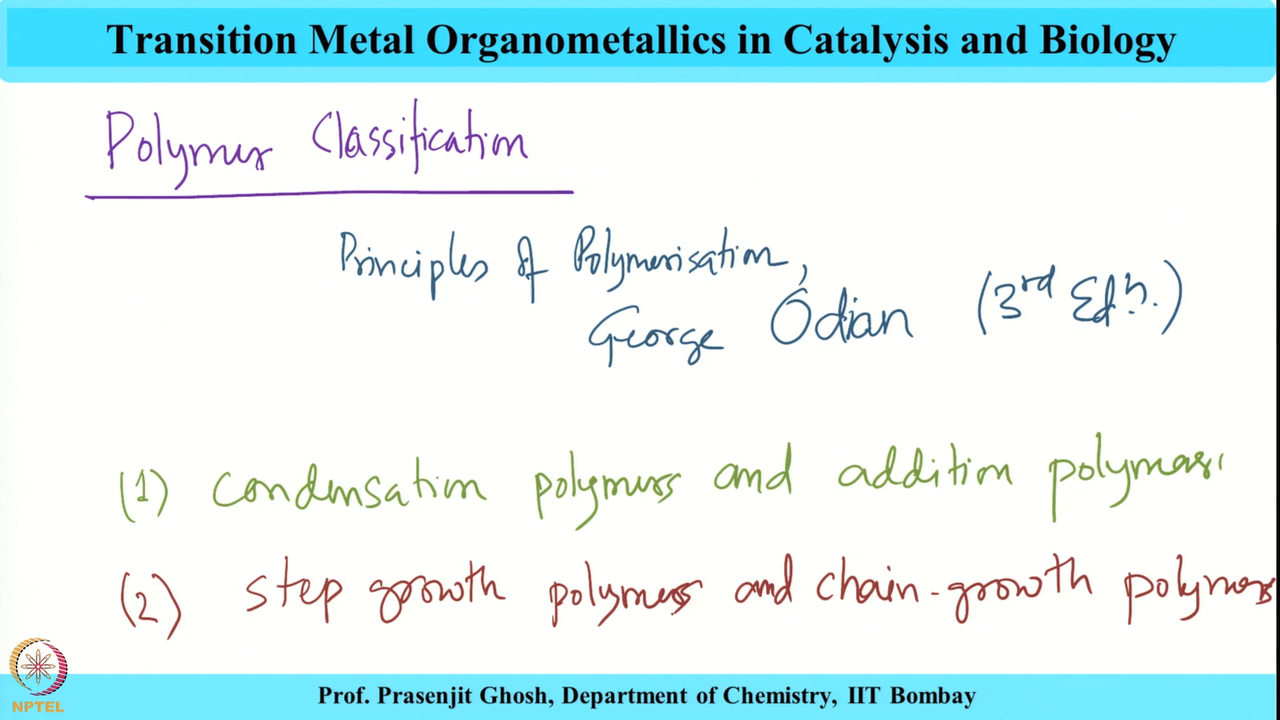 Transition Metal Organometallics in Catalysis and Biology
Polymer Classification
Principles of Polymerisation,
George Odian (3rd Edn.)
(1) condensation polymers and addition polymers
(2) step growth polymers and chain-growth polymers
NPTEL
Prof. Prasenjit Ghosh, Department of Chemistry, IIT Bombay